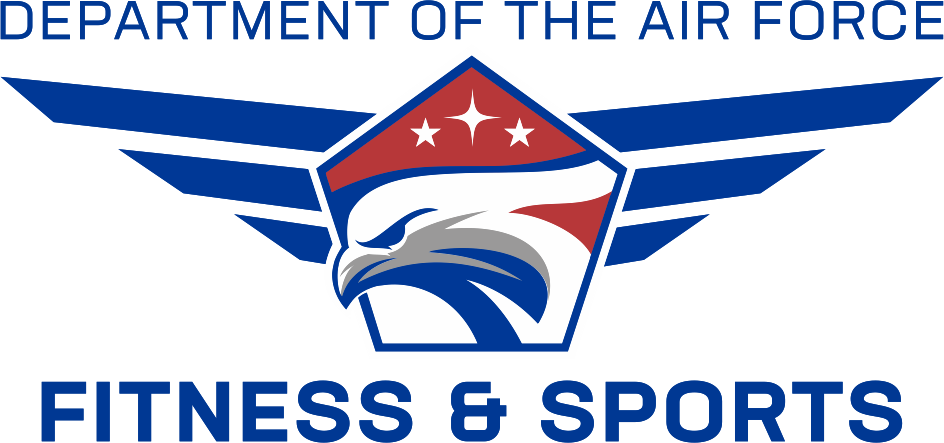 DEPARTMENT OF THE AIR FORCE
FITNESS & SPORTS